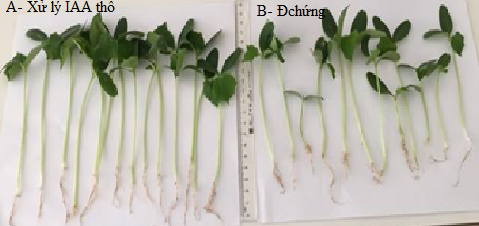 A- Xử lý IAA thô
B- Đchứng